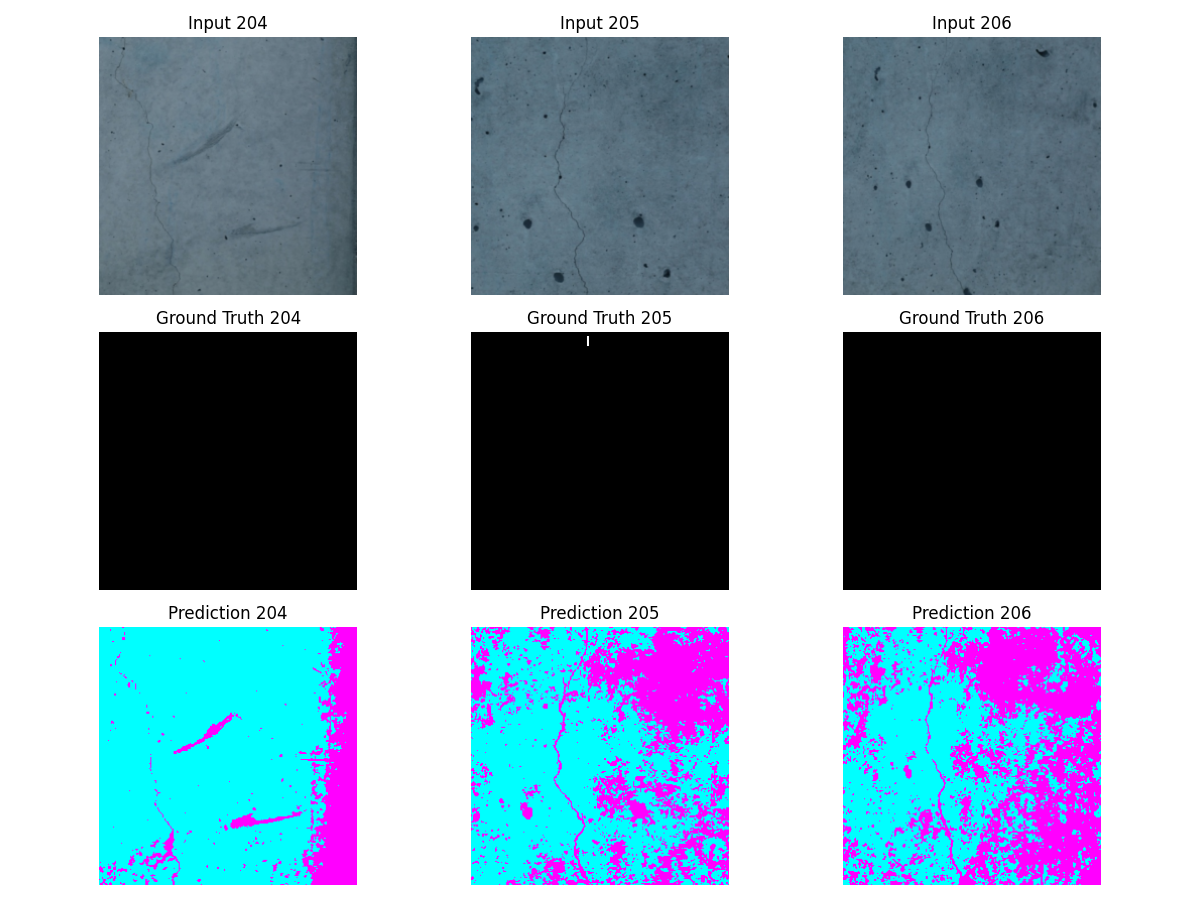 Input 204
Input 205
Input 206
Ground Truth 204
Ground Truth 205
Ground Truth 206
Prediction 204
Prediction 205
Prediction 206